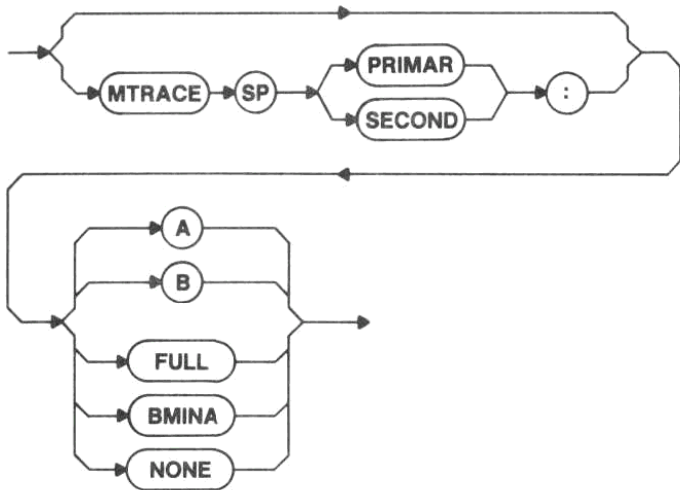 PRIMAR
MTRACE SP :
SECOND
A
B
FULL
BMINA
NONE